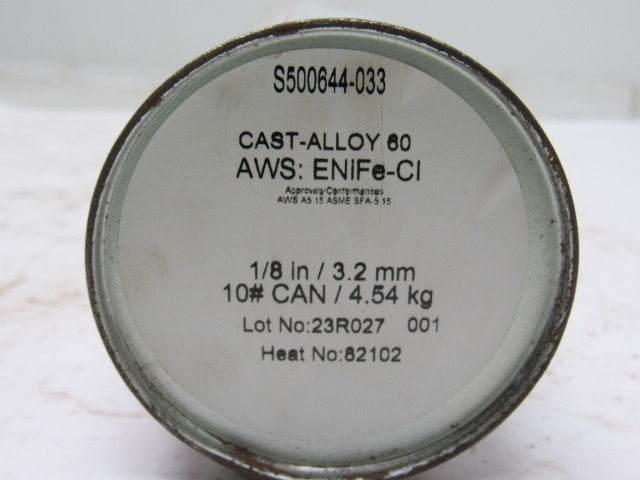 S500644-033
CAST-ALLOY 60
AWS: ENiFe-CI
Approvals/Conformances
AWS A5 15 ASME SFA-5 15
1/8 in / 3.2 mm
10# CAN / 4.54 kg
Lot No:23R027 001
Heat No:82102